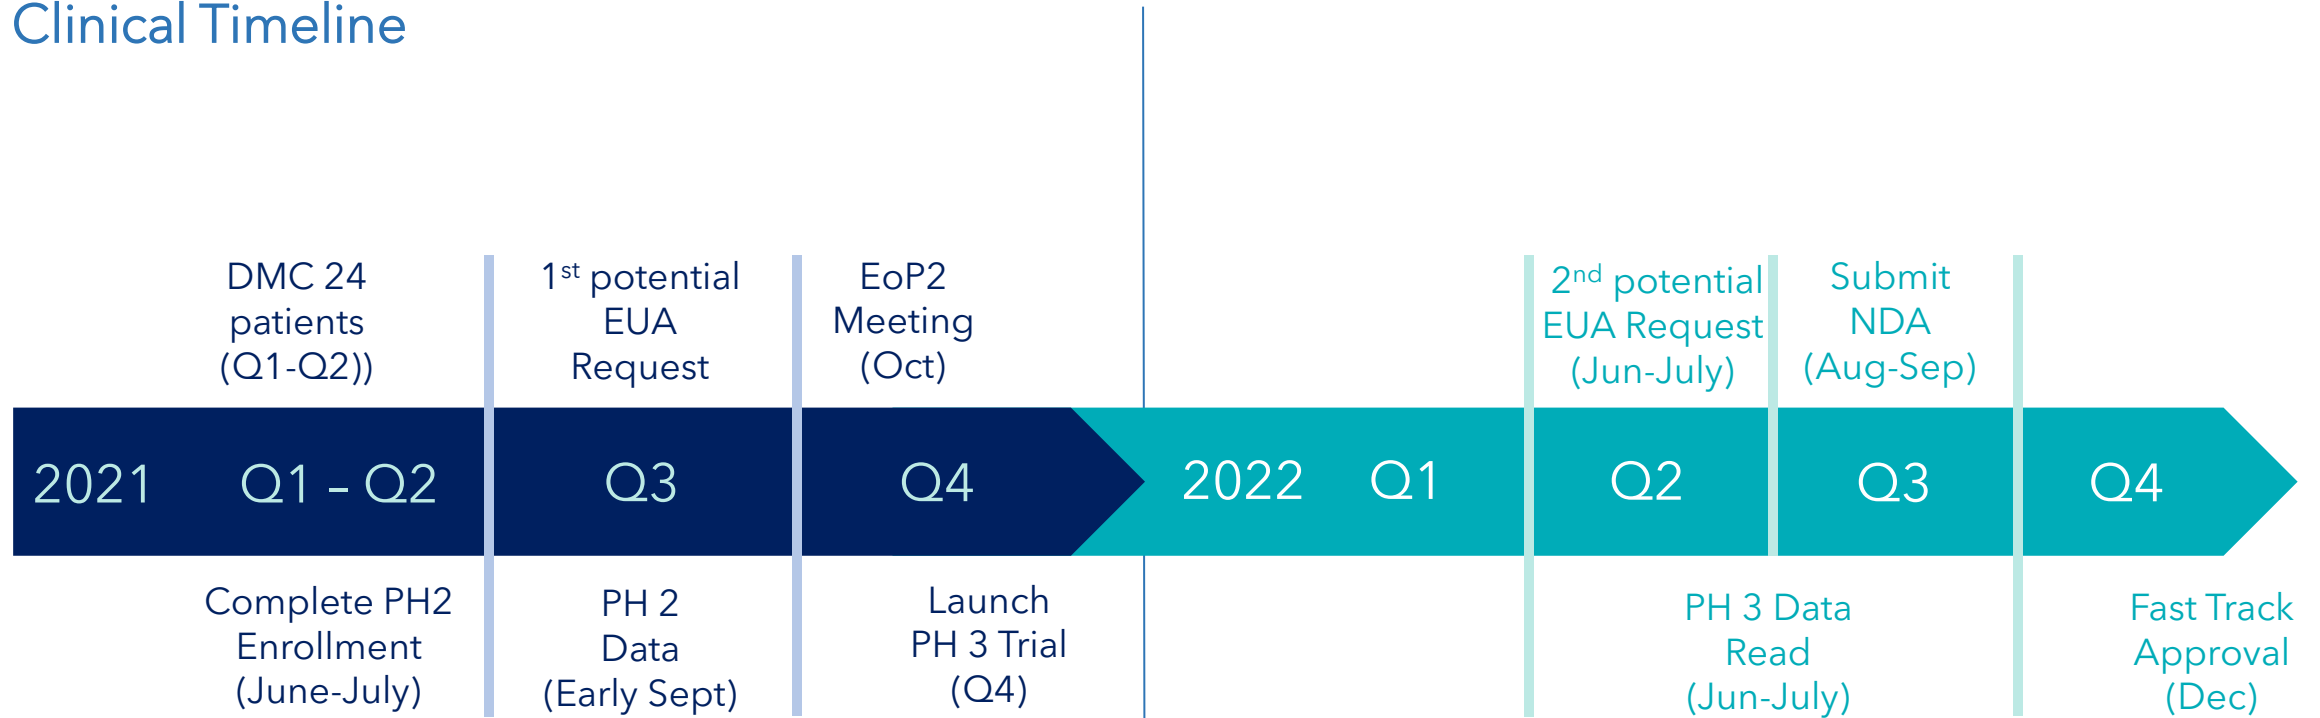 Clinical Timeline
DMC 24
patients
(Q1-Q2))
1st potential
EUA
Request
EoP2
Meeting
(Oct)
2nd potential
EUA Request
(Jun-July)
Submit
NDA
(Aug-Sep)
2021 Q1 – Q2 Q3 Q4 2022 Q1 Q2 Q3 Q4
Complete PH2
Enrollment
(June-July)
PH 2
Data
(Early Sept)
Launch
PH 3 Trial
(Q4)
PH 3 Data
Read
(Jun-July)
Fast Track
Approval
(Dec)